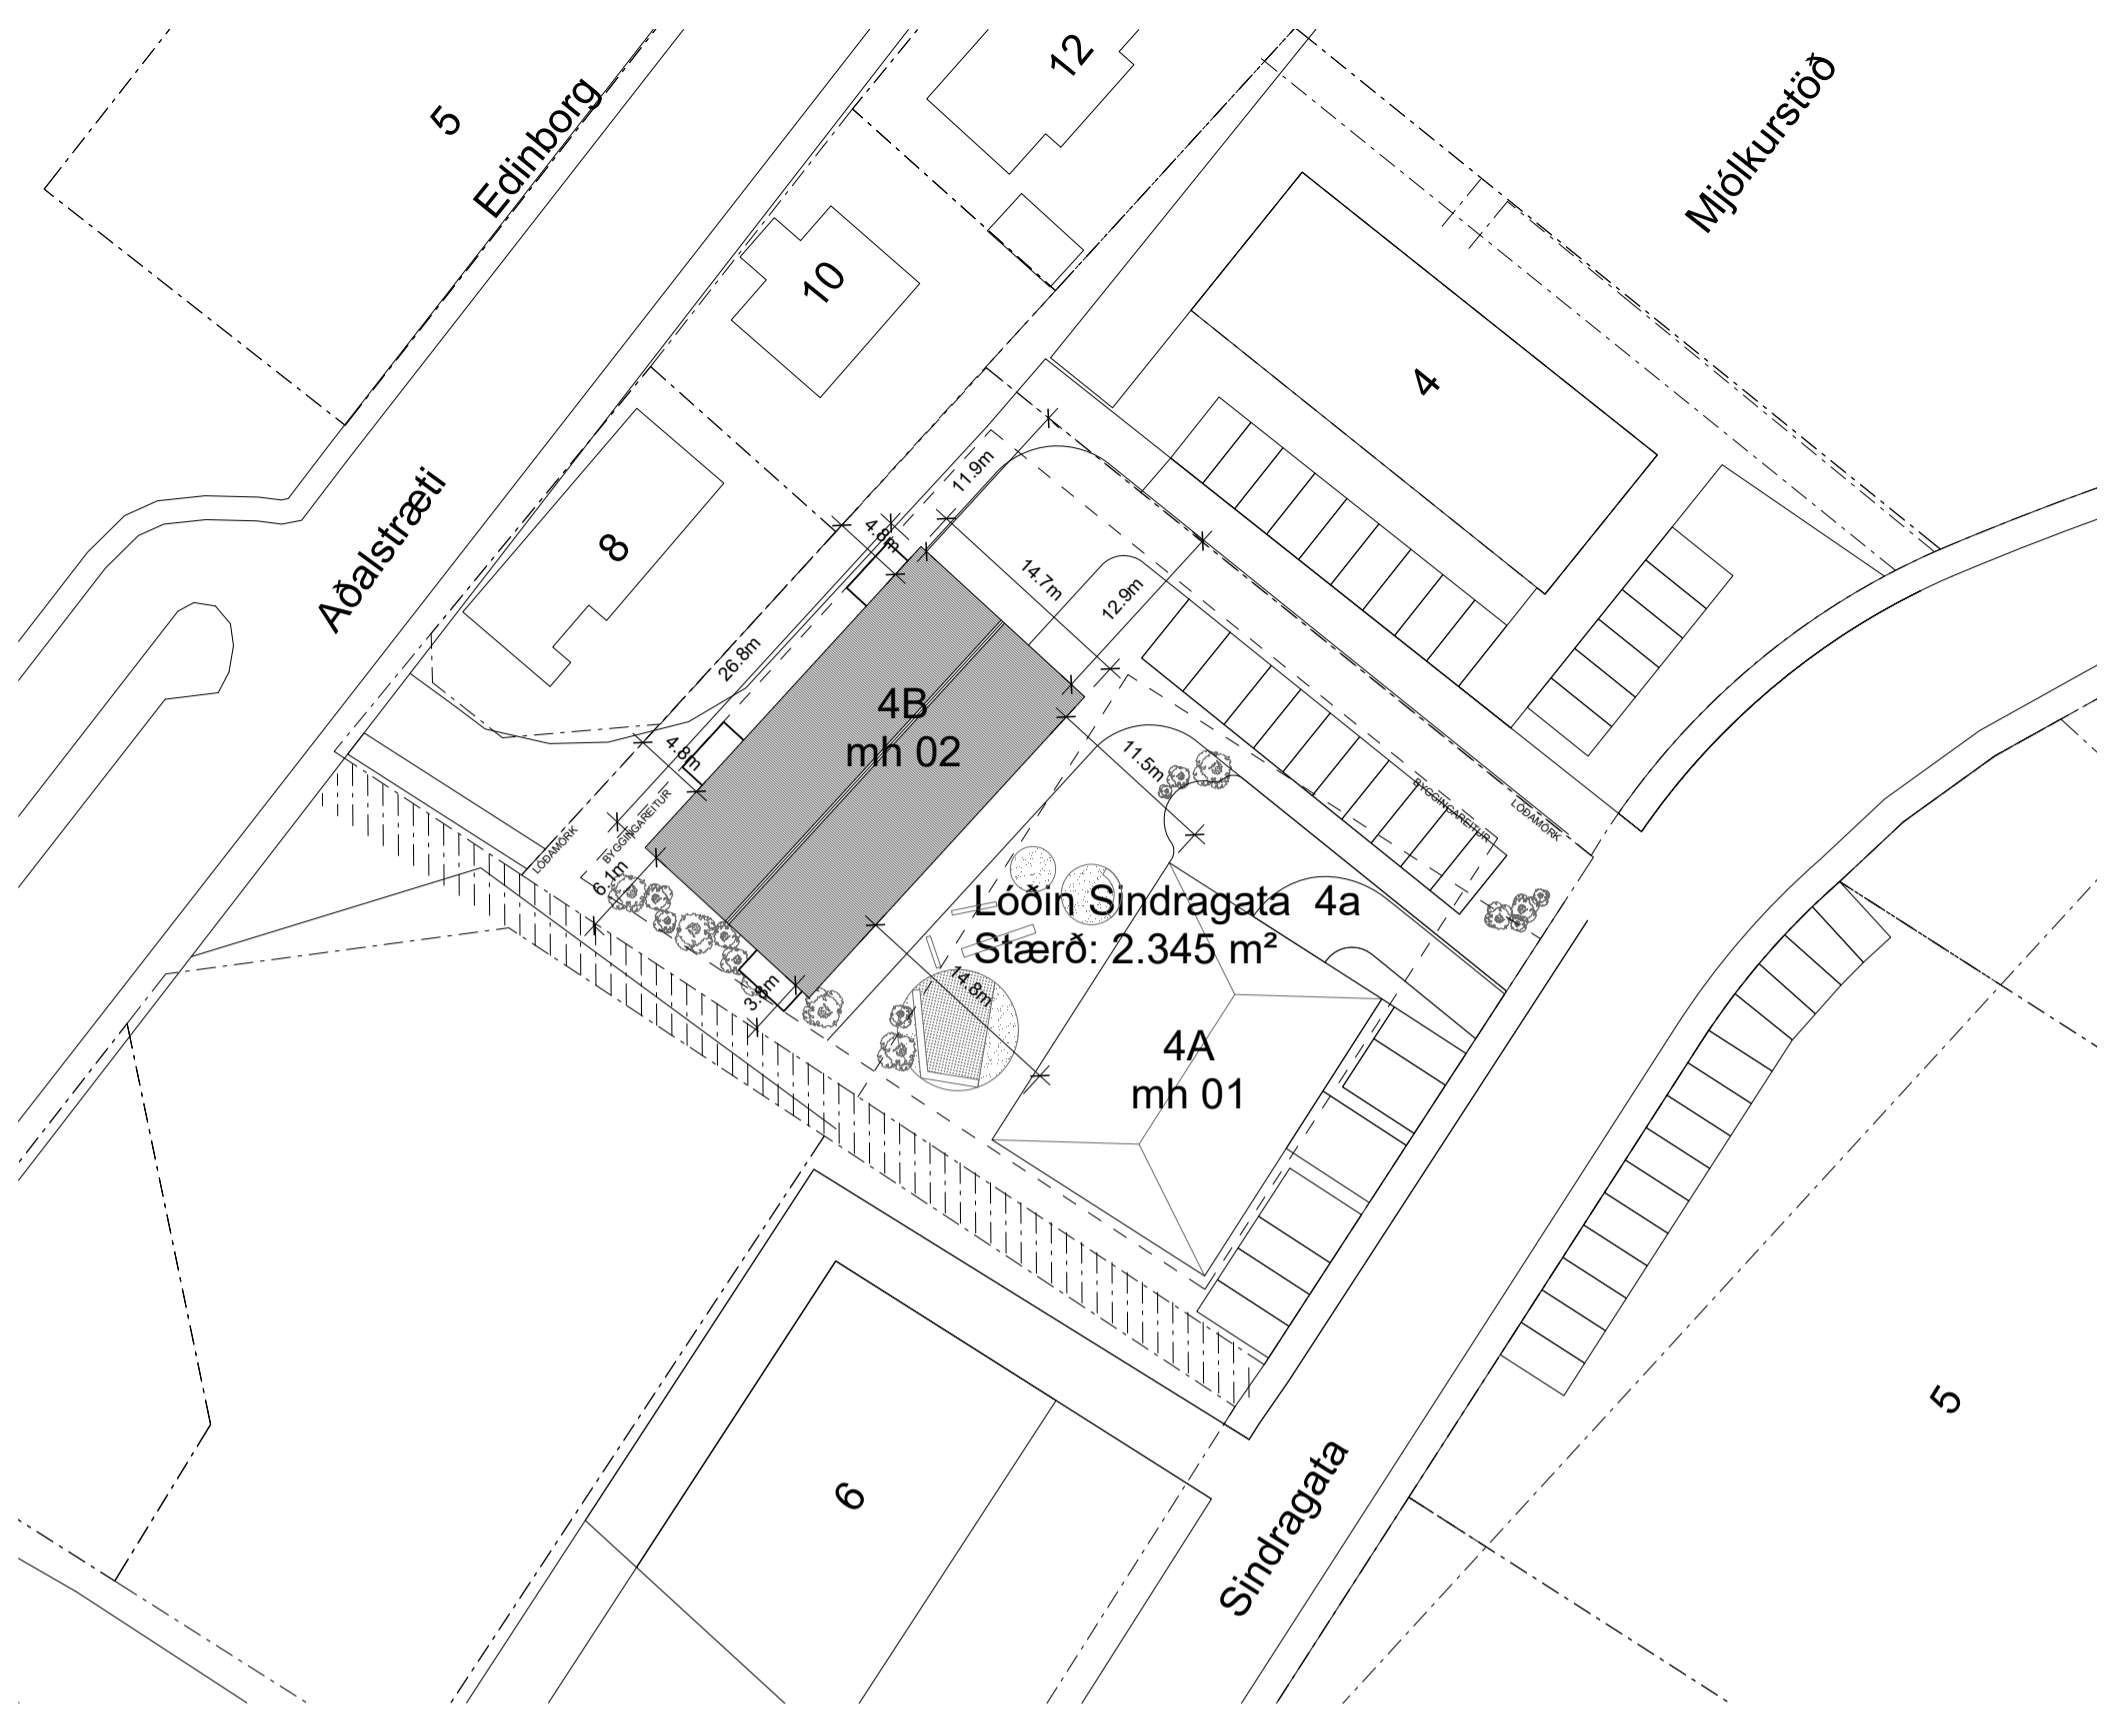 12
5
Edinborg
Mjólkurstöð
10
4
Aðalstræti
8
11.9m
4.8m
14.7m
12.9m
26.8m
4B
mh 02
4.8m
11.5m
BYGGINGAREITUR
LÓÐAMÖRK
BYGGINGAREITUR
LÓÐAMÖRK
6.1m
Lóðin Sindragata 4a
Stærð: 2.345 m²
3.8m
14.8m
4A
mh 01
5
6
Sindragata